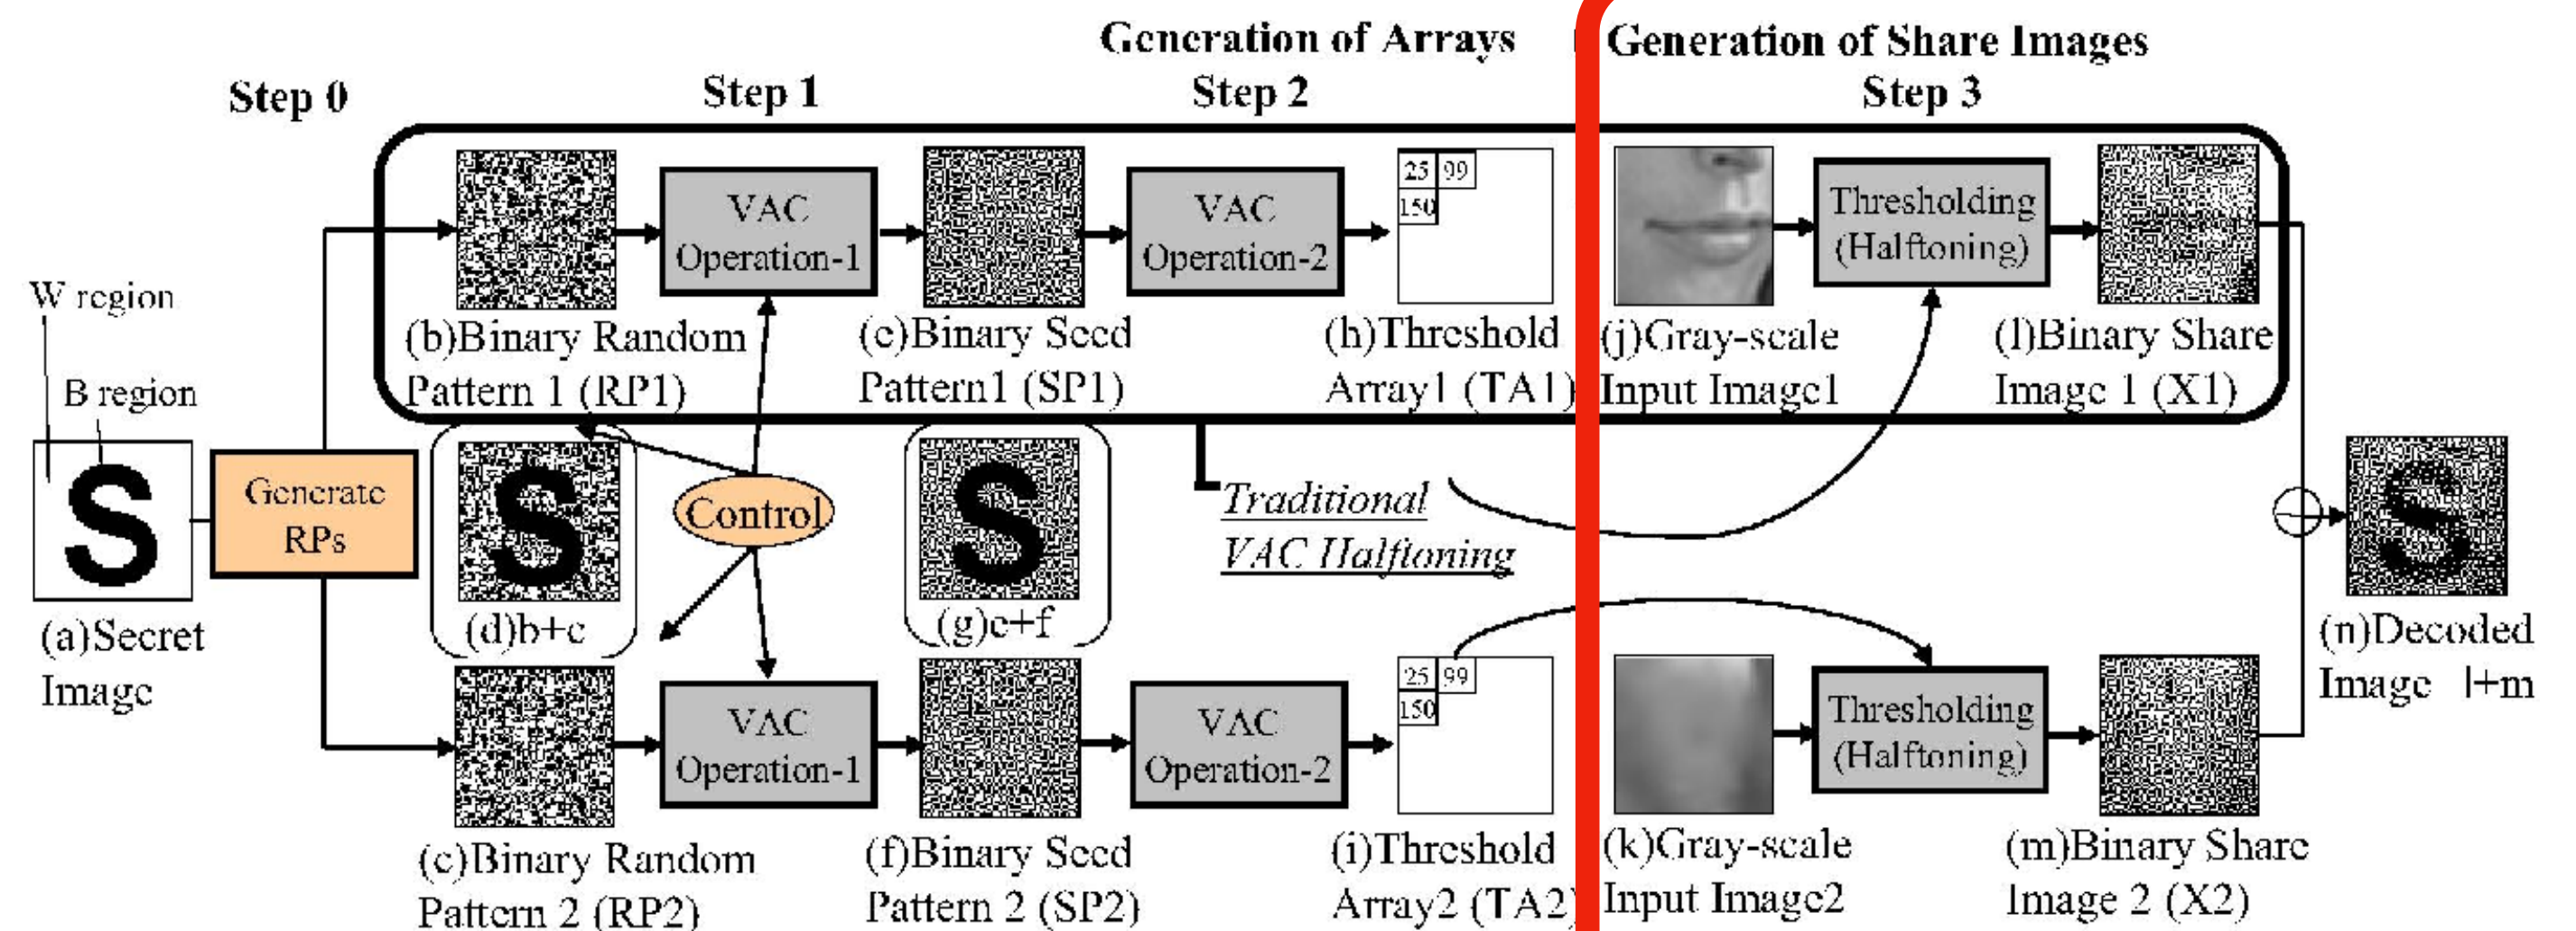 Generation of Arrays
Generation of Share Images
Step 0
Step 1
Step 2
Step 3
W region
B region
(a)Secret
Image
Generate
RPs
(b)Binary Random
Pattern 1 (RP1)
VAC
Operation-1
(e)Binary Seed
Pattern1 (SP1)
VAC
Operation-2
25 99
150
(h)Threshold
Array1 (TA1)
(j)Gray-scale
Input Image1
Thresholding
(Halftoning)
(l)Binary Share
Image 1 (X1)
S
S
(d)b+c
Control
S
(g)e+f
Traditional
VAC Halftoning
S
(n)Decoded
Image l+m
(c)Binary Random
Pattern 2 (RP2)
VAC
Operation-1
(f)Binary Seed
Pattern 2 (SP2)
VAC
Operation-2
25 99
150
(i)Threshold
Array2 (TA2)
(k)Gray-scale
Input Image2
Thresholding
(Halftoning)
(m)Binary Share
Image 2 (X2)